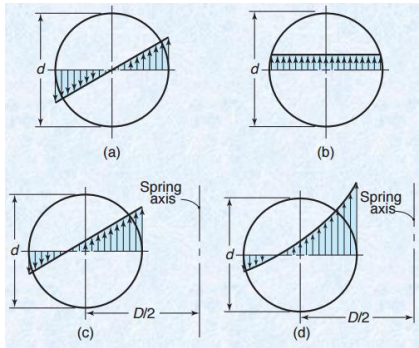 d
(a)
d
(b)
Spring
axis
d
D/2
(c)
Spring
axis
d
D/2
(d)